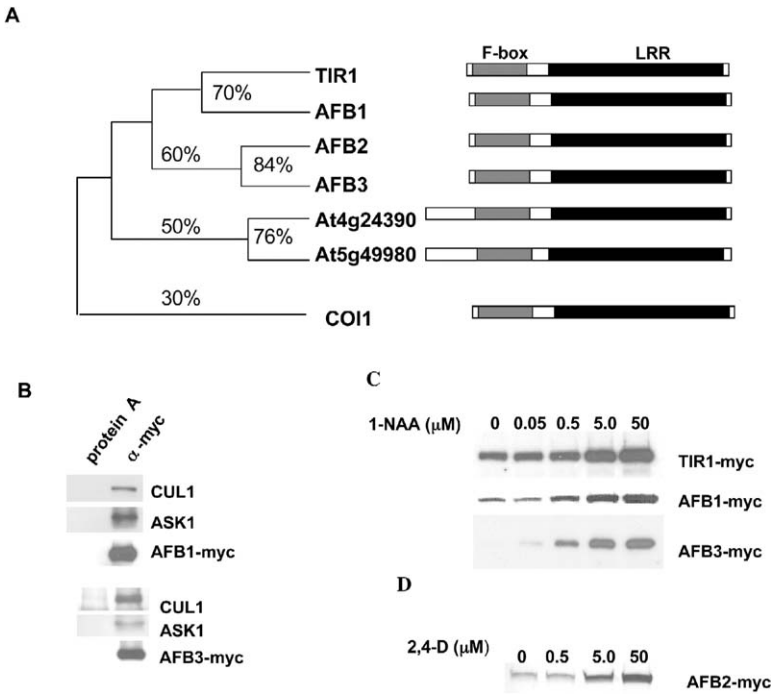 A
F-box LRR
TIR1
70%
AFB1
AFB2
60%
84%
AFB3
At4g24390
50%
76%
At5g49980
30%
COI1
B
protein A
α-myc
CUL1
ASK1
AFB1-myc
CUL1
ASK1
AFB3-myc
C
1-NAA (μM) 0 0.05 0.5 5.0 50
TIR1-myc
AFB1-myc
AFB3-myc
D
2,4-D (μM) 0 0.5 5.0 50
AFB2-myc